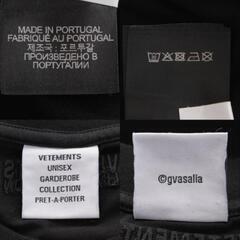 MADE IN PORTUGAL
FABRIQUÉ AU PORTUGAL
제조국 : 포르투갈
ПРОИЗВЕДЕНО В
ПОРТУГАЛИИ
VETEMENTS
UNISEX
GARDEROBE
COLLECTION
PRET-A-PORTER
©gvasalia